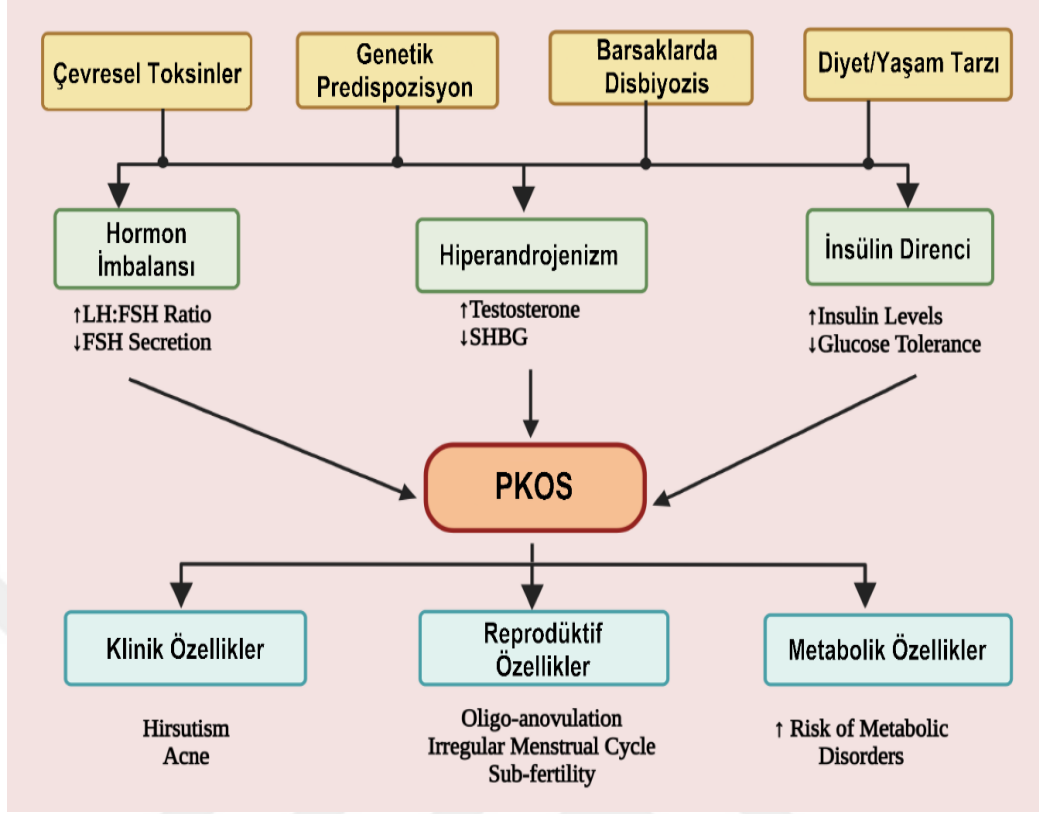 Çevresel Toksinler
Genetik
Predispozisyon
Barsaklarda
Disbiyozis
Diyet/Yaşam Tarzı
Hormon
İmbalansı
↑LH:FSH Ratio
↓FSH Secretion
Hiperandrojenizm
↑Testosterone
↓SHBG
İnsülin Direnci
↑Insulin Levels
↓Glucose Tolerance
PKOS
Klinik Özellikler
Hirsutism
Acne
Reprodüktif
Özellikler
Oligo-anovulation
Irregular Menstrual Cycle
Sub-fertility
Metabolik Özellikler
↑ Risk of Metabolic
Disorders